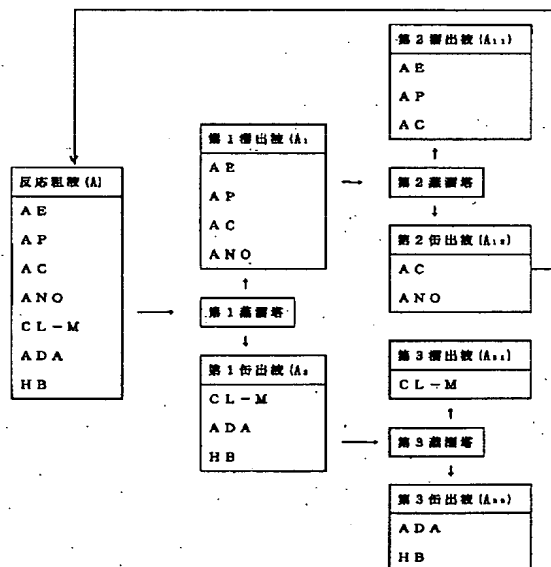 反応粗液(A)
AE
AP
AC
ANO
CL-M
ADA
HB
第1留出液(A₁
AE
AP
AC
ANO
第1蒸留塔
第1缶出液(A₂
CL-M
ADA
HB
第2留出液(A₁₁)
AE
AP
AC
第2蒸留塔
第2缶出液(A₁₂)
AC
ANO
第3留出液(A₂₁)
CL-M
第3蒸留塔
第3缶出液(A₂₂)
ADA
HB